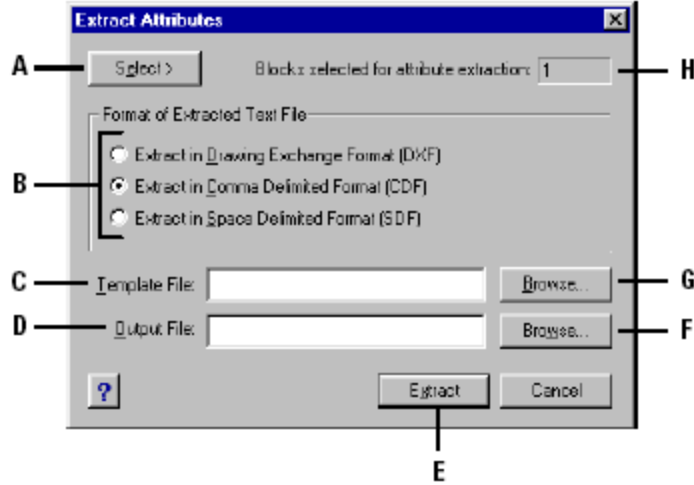 Extract Attributes
A Select > Blocks selected for attribute extraction: 1 H
Format of Extracted Text File
Extract in Drawing Exchange Format (DXF)
B Extract in Comma Delimited Format (CDF)
Extract in Space Delimited Format (SDF)
C Template File: Browse... G
D Output File: Browse... F
? Extract Cancel
E